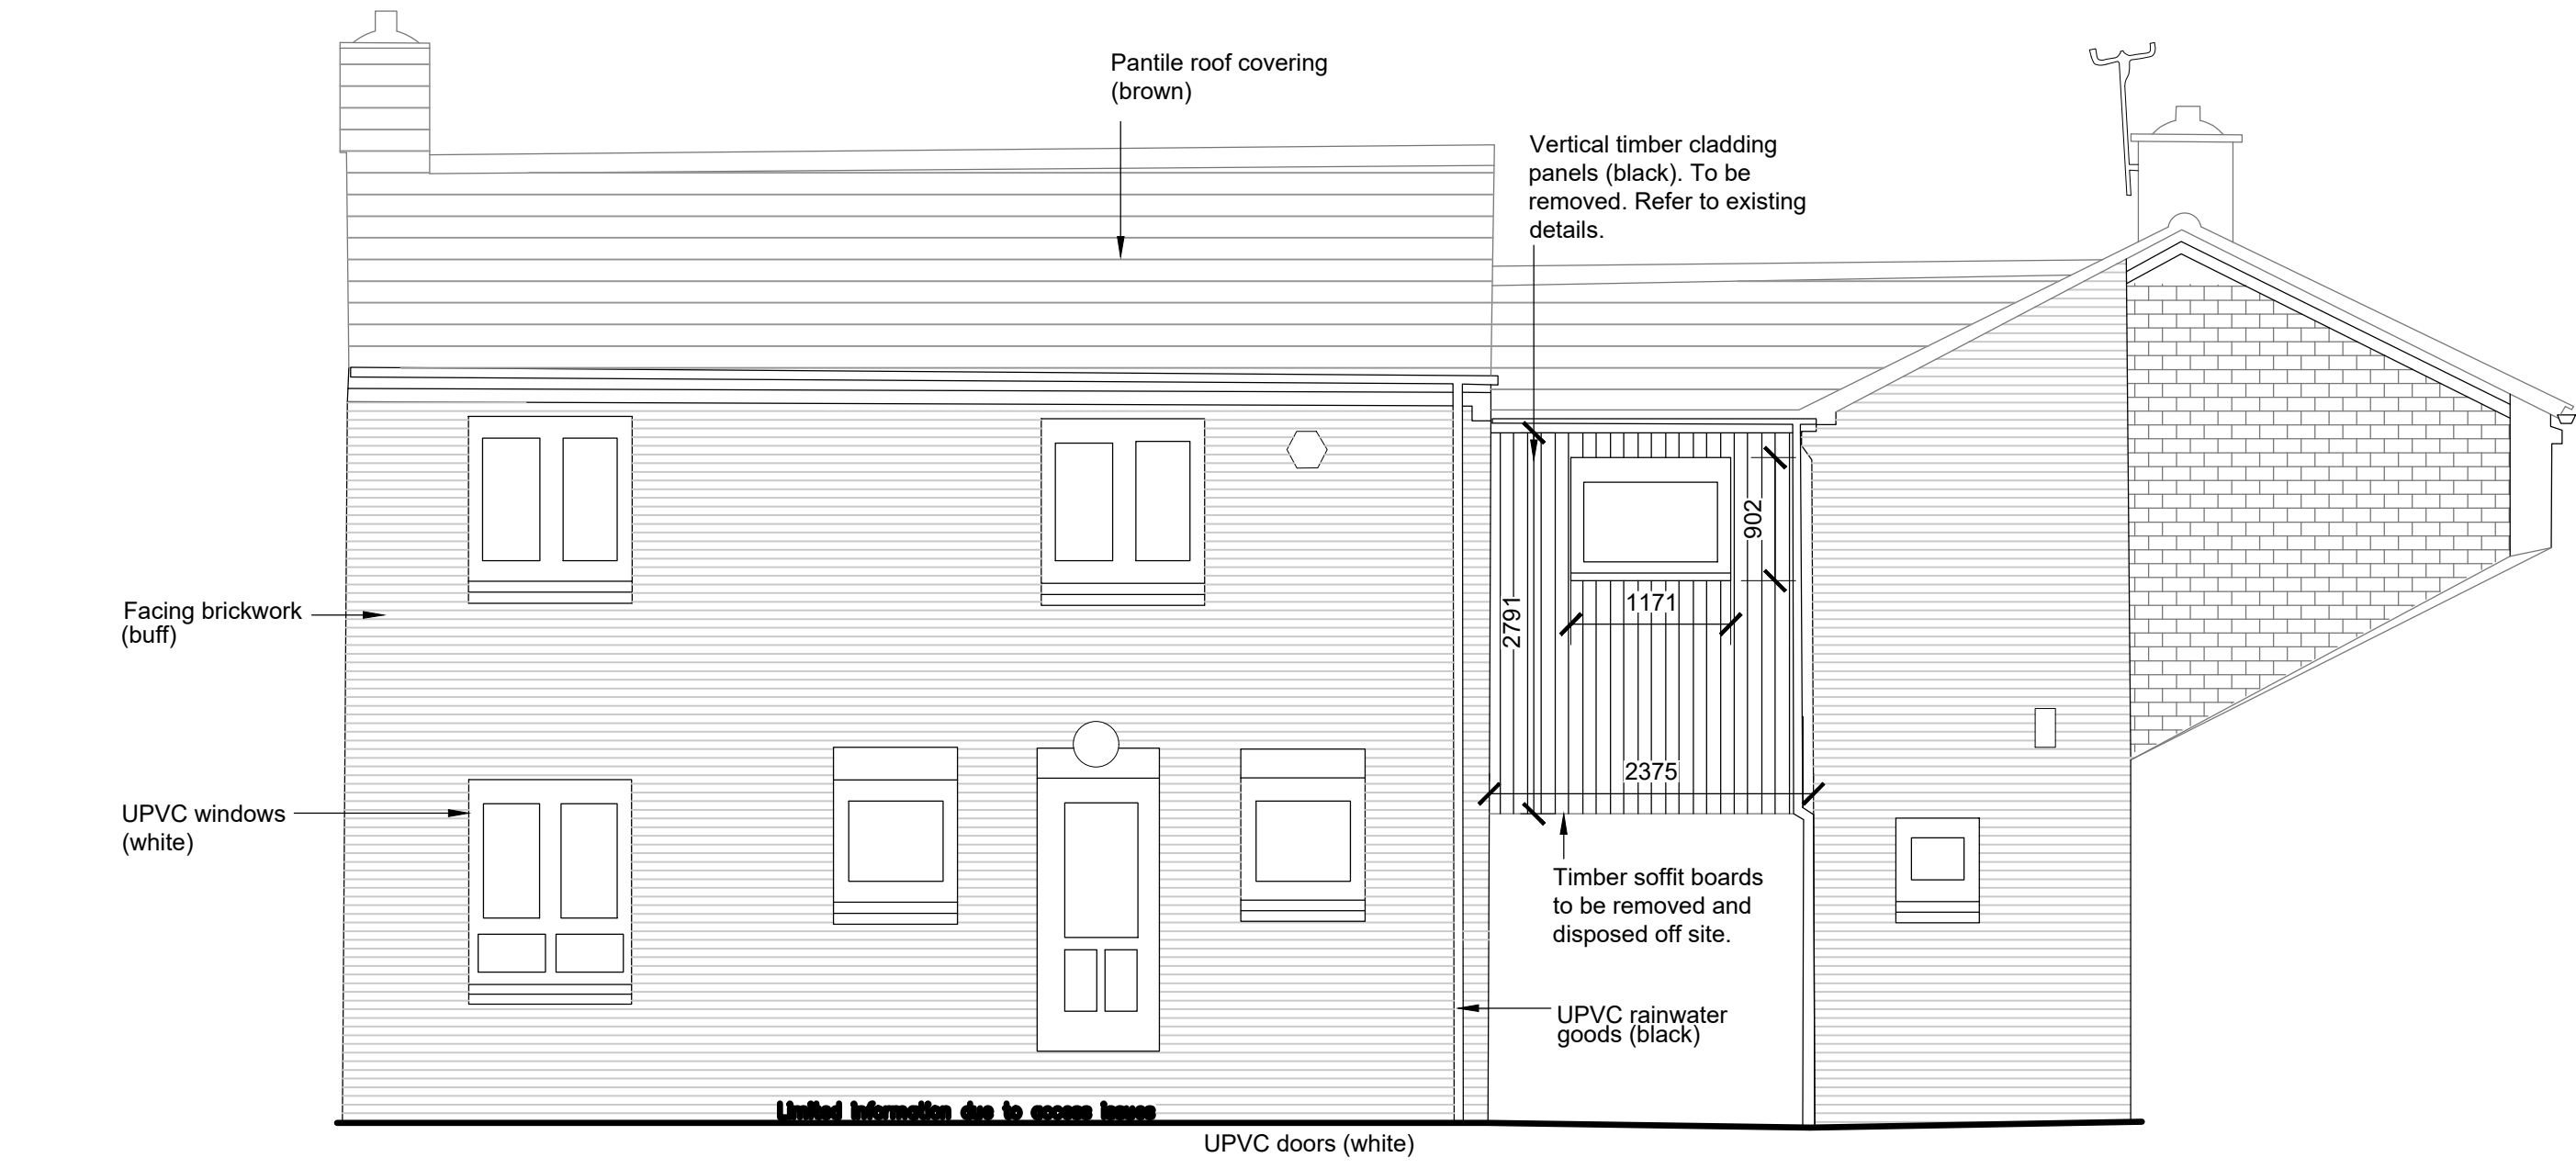 Pantile roof covering
(brown)
Vertical timber cladding
panels (black). To be
removed. Refer to existing
details.
902
1171
2791
Facing brickwork
(buff)
2375
UPVC windows
(white)
Timber soffit boards
to be removed and
disposed off site.
UPVC rainwater
goods (black)
Limited information due to access issues
UPVC doors (white)